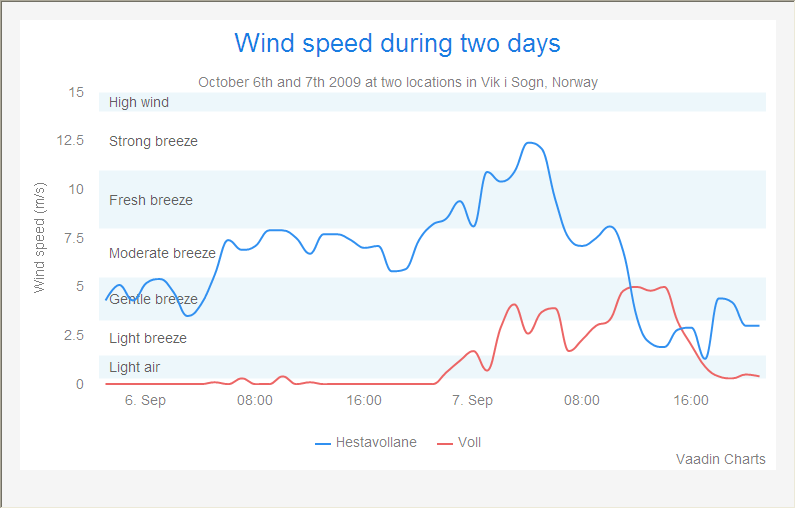 Wind speed during two days
October 6th and 7th 2009 at two locations in Vik i Sogn, Norway
Wind speed (m/s)
15
High wind
12.5
Strong breeze
10
Fresh breeze
7.5
Moderate breeze
5
Gentle breeze
2.5
Light breeze
Light air
0
6. Sep 08:00 16:00 7. Sep 08:00 16:00
Hestavollane Voll
Vaadin Charts